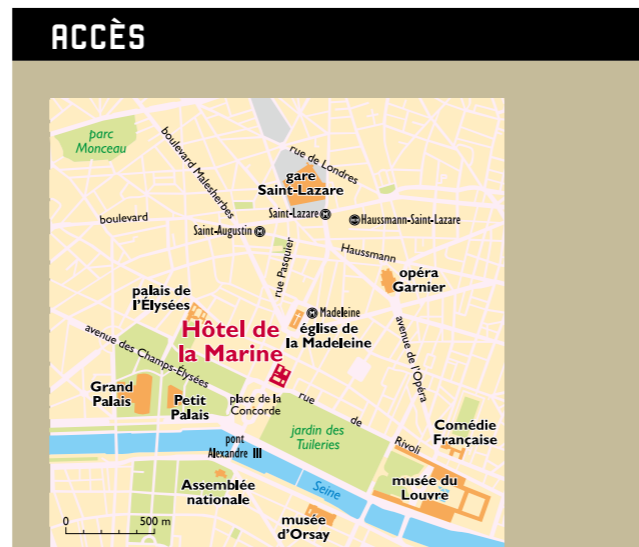 ACCÈS
parc
Monceau
boulevard Malesherbes
rue de Londres
gare
Saint-Lazare
boulevard
Saint-Lazare
Haussmann-Saint-Lazare
Saint-Augustin
rue Pasquier
Haussmann
opéra
Garnier
palais de
l'Élysées
Madeleine
église de
la Madeleine
Hôtel de
la Marine
avenue des Champs-Élysées
avenue de l'Opéra
Grand
Palais
Petit
Palais
place de la
Concorde
rue
de
Rivoli
jardin des
Tuileries
Comédie
Française
pont
Alexandre III
musée du
Louvre
Assemblée
nationale
Seine
0 500 m
musée
d'Orsay